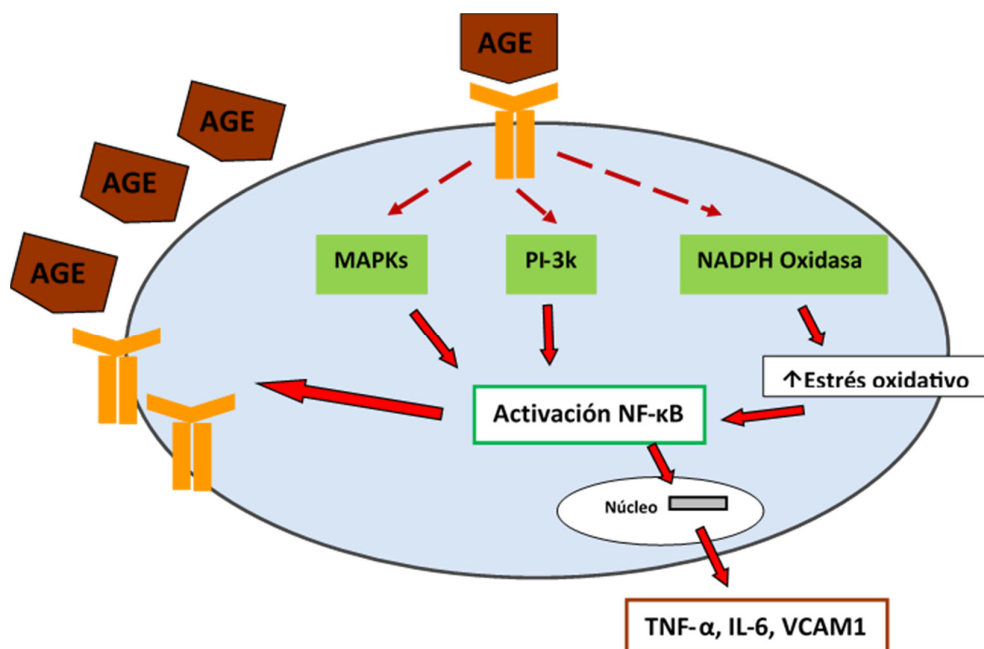 AGE
AGE
AGE
AGE
MAPKs
PI-3k
NADPH Oxidasa
↑Estrés oxidativo
Activación NF-κB
Núcleo
TNF-α, IL-6, VCAM1